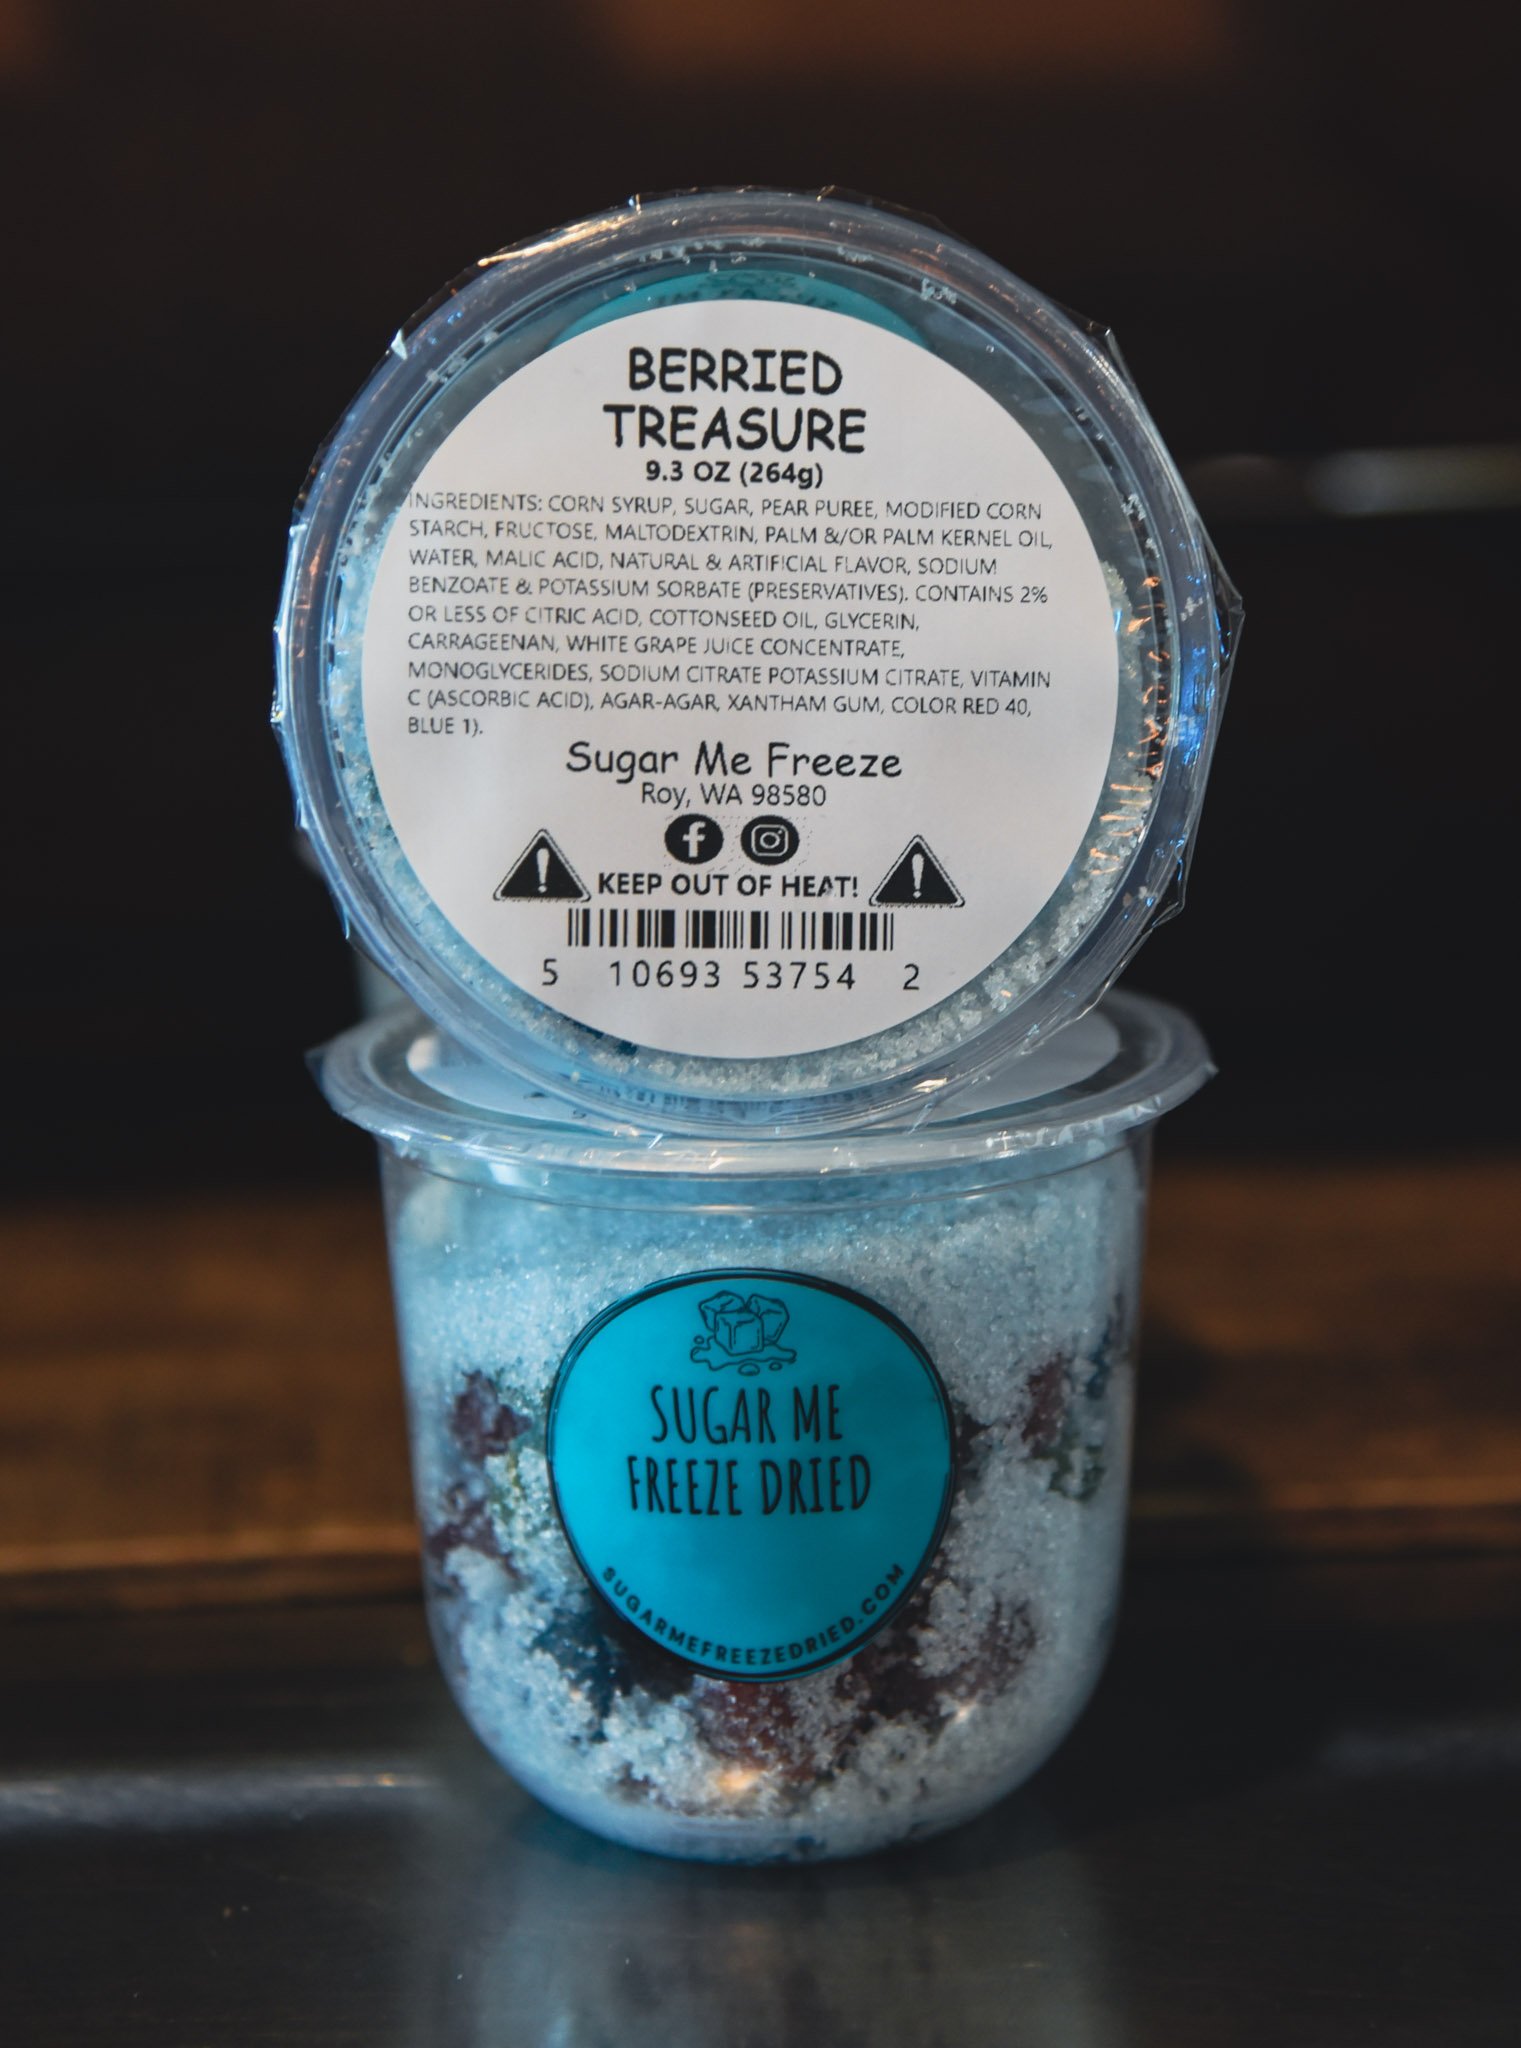 BERRIED
TREASURE
9.3 OZ (264g)
INGREDIENTS: CORN SYRUP, SUGAR, PEAR PUREE, MODIFIED CORN
STARCH, FRUCTOSE, MALTODEXTRIN, PALM &/OR PALM KERNEL OIL,
WATER, MALIC ACID, NATURAL & ARTIFICIAL FLAVOR, SODIUM
BENZOATE & POTASSIUM SORBATE (PRESERVATIVES). CONTAINS 2%
OR LESS OF CITRIC ACID, COTTONSEED OIL, GLYCERIN,
CARRAGEENAN, WHITE GRAPE JUICE CONCENTRATE,
MONOGLYCERIDES, SODIUM CITRATE POTASSIUM CITRATE, VITAMIN
C (ASCORBIC ACID), AGAR-AGAR, XANTHAM GUM, COLOR RED 40,
BLUE 1).
Sugar Me Freeze
Roy, WA 98580
KEEP OUT OF HEAT!
5 10693 53754 2
SUGAR ME
FREEZE DRIED
SUGARMEFREEZEDRIED.COM